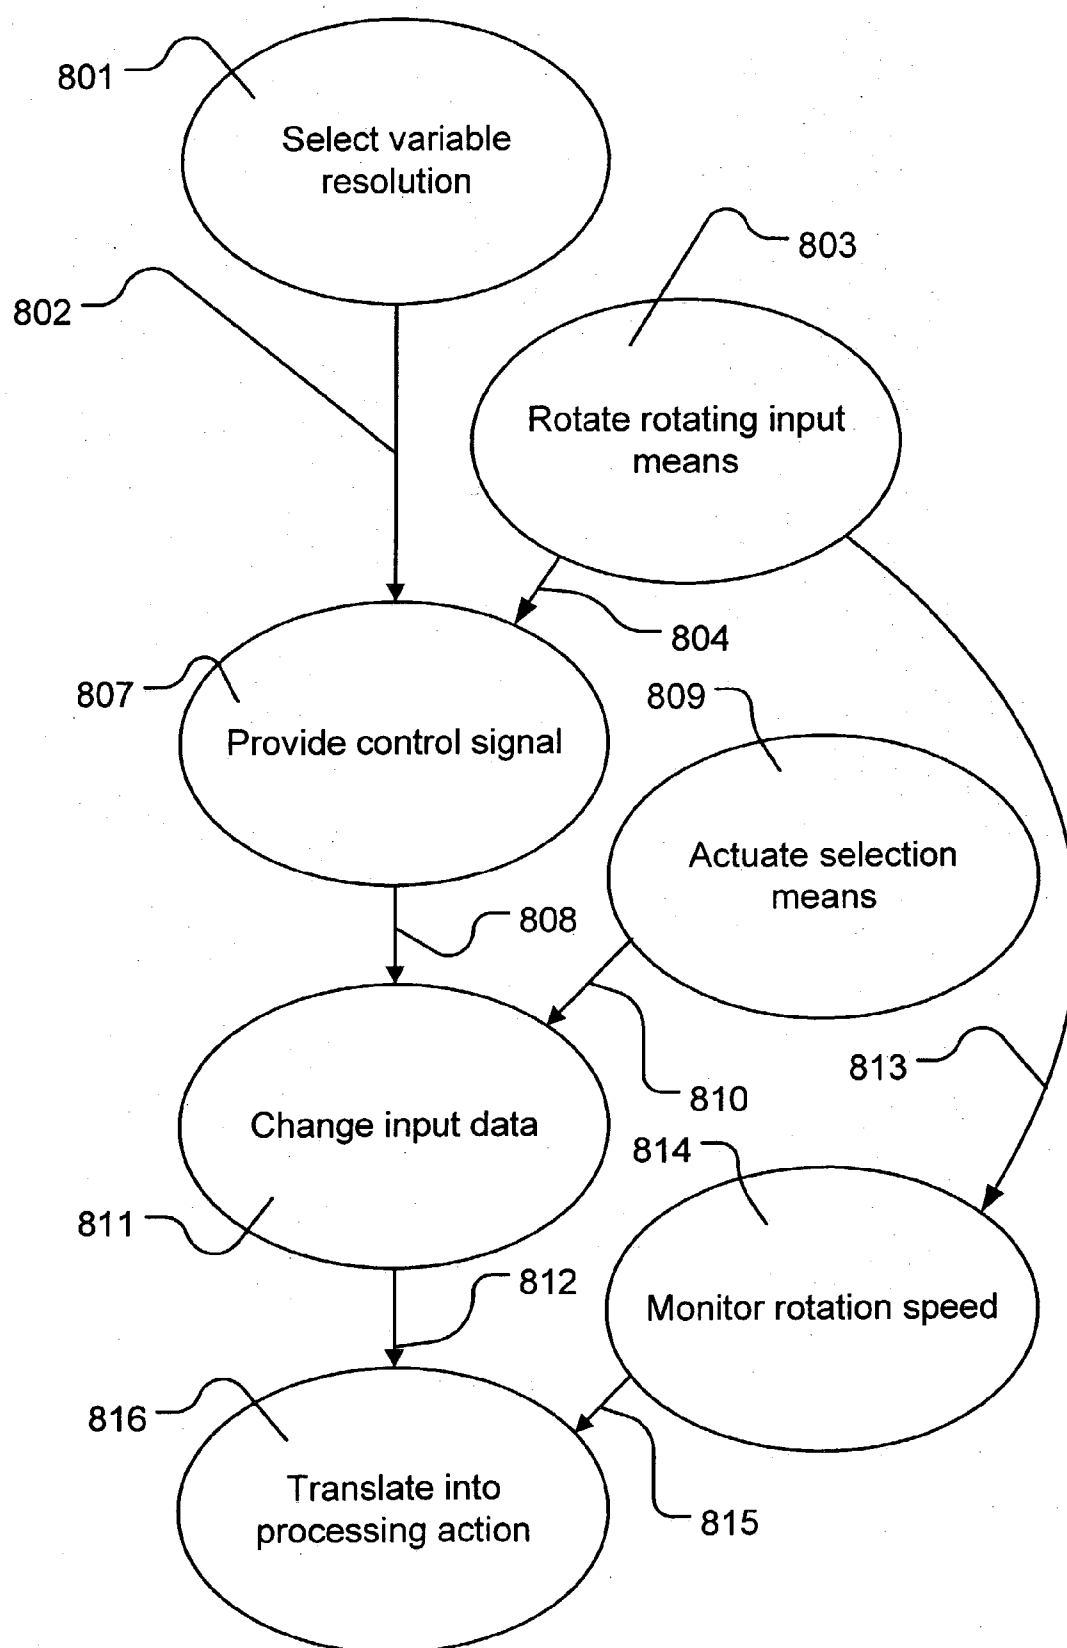 801
Select variable
resolution
803
802
Rotate rotating input
means
804
807
809
Provide control signal
Actuate selection
means
808
813
810
Change input data
814
811
812
Monitor rotation speed
816
Translate into
processing action
815